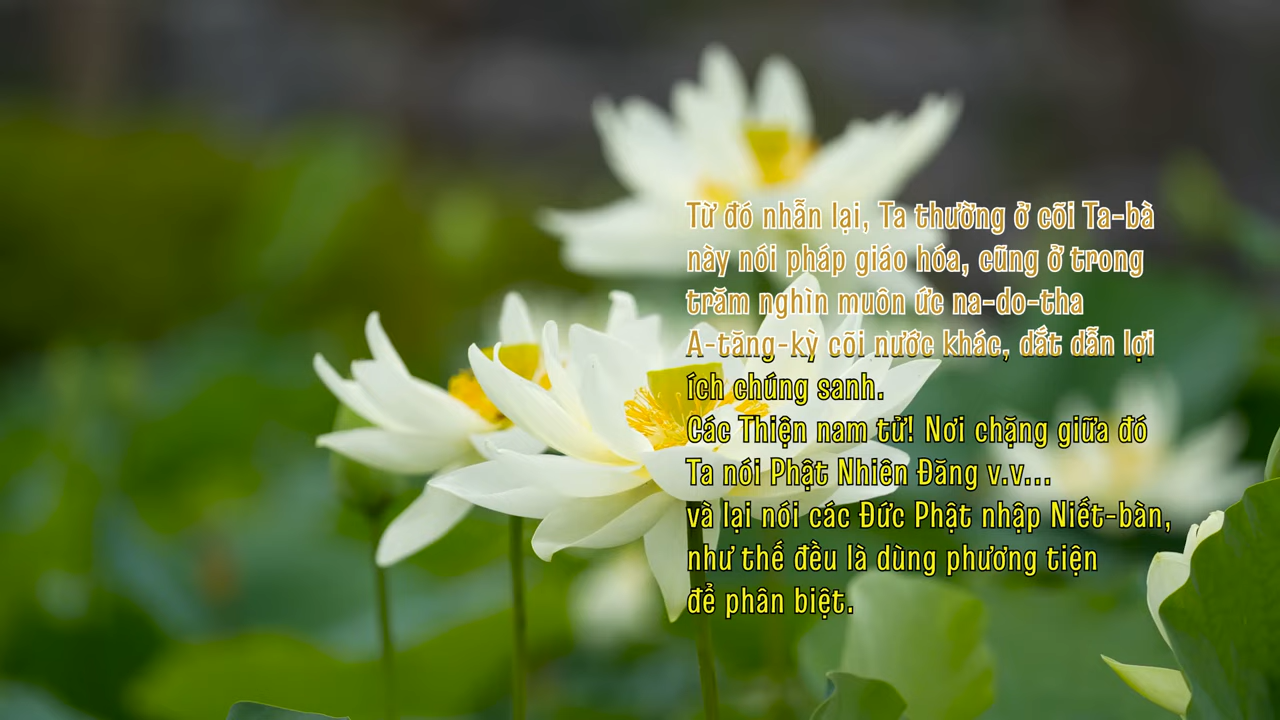 Từ đó nhẫn lại, Ta thường ở cõi Ta-bà
này nói pháp giáo hóa, cũng ở trong
trăm nghìn muôn ức na-do-tha
A-tăng-kỳ cõi nước khác, dắt dẫn lợi
ích chúng sanh.
Các Thiện nam tử! Nơi chặng giữa đó
Ta nói Phật Nhiên Đăng v.v...
và lại nói các Đức Phật nhập Niết-bàn,
như thế đều là dùng phương tiện
để phân biệt.